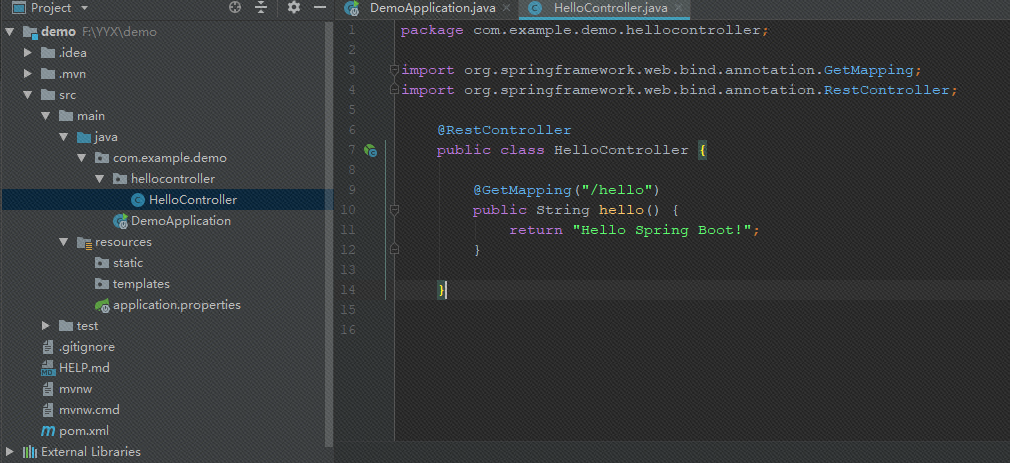 Project
demo F:\YYX\demo
.idea
.mvn
src
main
java
com.example.demo
hellocontroller
HelloController
DemoApplication
resources
static
templates
application.properties
test
.gitignore
HELP.md
mvnw
mvnw.cmd
pom.xml
External Libraries
DemoApplication.java
HelloController.java
1 package com.example.demo.hellocontroller;
2
3 import org.springframework.web.bind.annotation.GetMapping;
4 import org.springframework.web.bind.annotation.RestController;
5
6 @RestController
7 public class HelloController {
8
9 @GetMapping("/hello")
10 public String hello() {
11 return "Hello Spring Boot!";
12 }
13
14 }
15
16